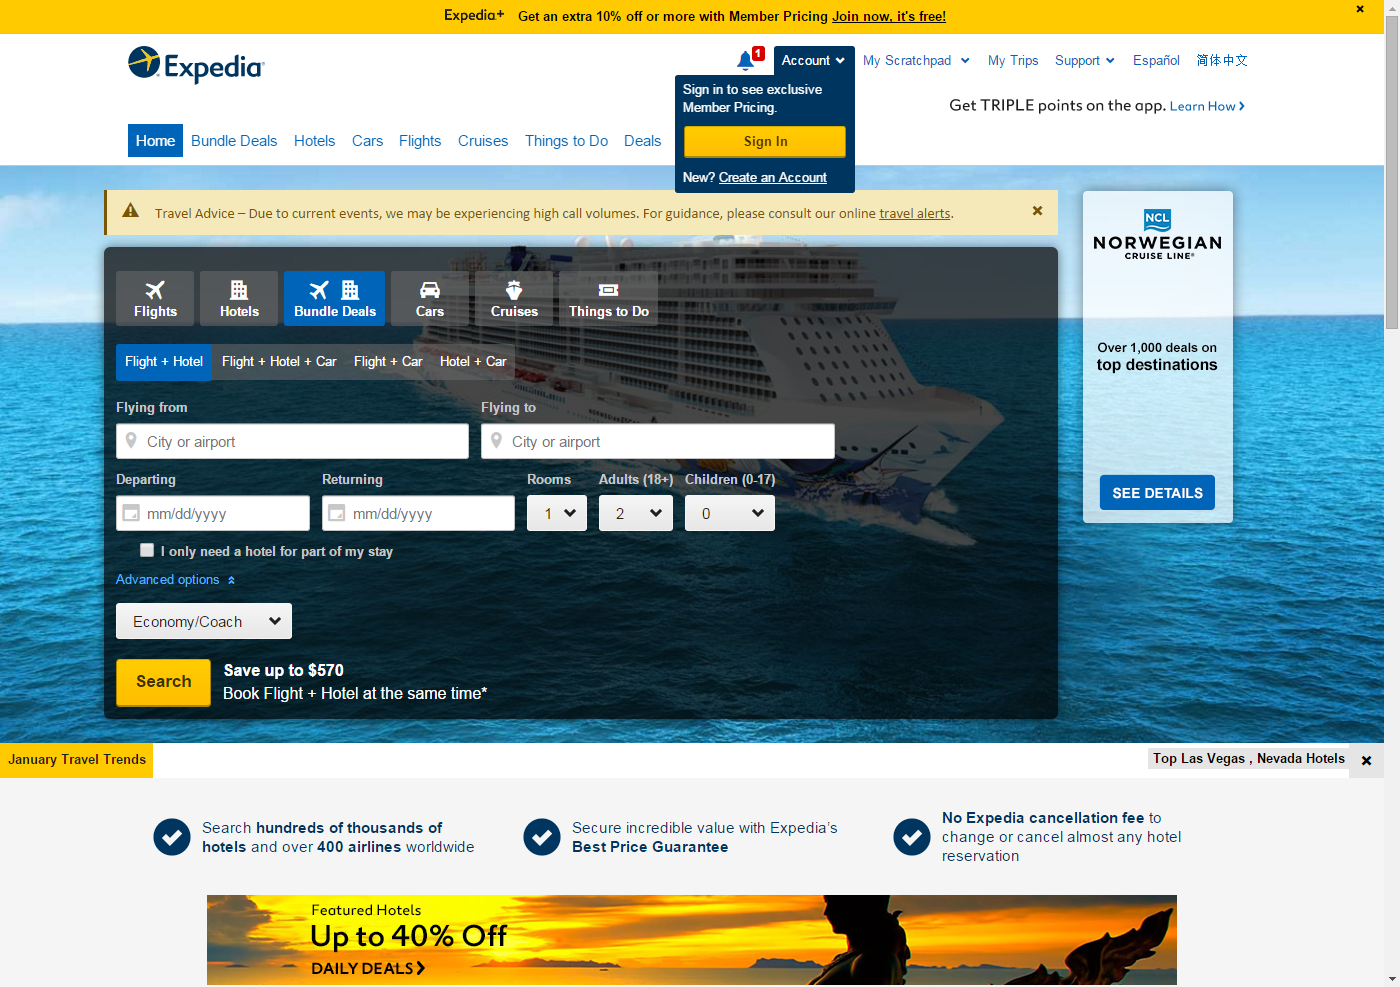 Expedia+ Get an extra 10% off or more with Member Pricing Join now, it's free!
Expedia
1
Account
My Scratchpad
My Trips
Support
Español
简体中文
Sign in to see exclusive
Member Pricing.
Sign In
New? Create an Account
Get TRIPLE points on the app. Learn How
Home
Bundle Deals
Hotels
Cars
Flights
Cruises
Things to Do
Deals
Travel Advice – Due to current events, we may be experiencing high call volumes. For guidance, please consult our online travel alerts.
NCL
NORWEGIAN
CRUISE LINE®
Over 1,000 deals on
top destinations
SEE DETAILS
Flights
Hotels
Bundle Deals
Cars
Cruises
Things to Do
Flight + Hotel
Flight + Hotel + Car
Flight + Car
Hotel + Car
Flying from
Flying to
City or airport
City or airport
Departing
Returning
Rooms
Adults (18+)
Children (0-17)
mm/dd/yyyy
mm/dd/yyyy
1
2
0
I only need a hotel for part of my stay
Advanced options
Economy/Coach
Search
Save up to $570
Book Flight + Hotel at the same time*
January Travel Trends
Top Las Vegas , Nevada Hotels
Search hundreds of thousands of
hotels and over 400 airlines worldwide
Secure incredible value with Expedia’s
Best Price Guarantee
No Expedia cancellation fee to
change or cancel almost any hotel
reservation
Featured Hotels
Up to 40% Off
DAILY DEALS